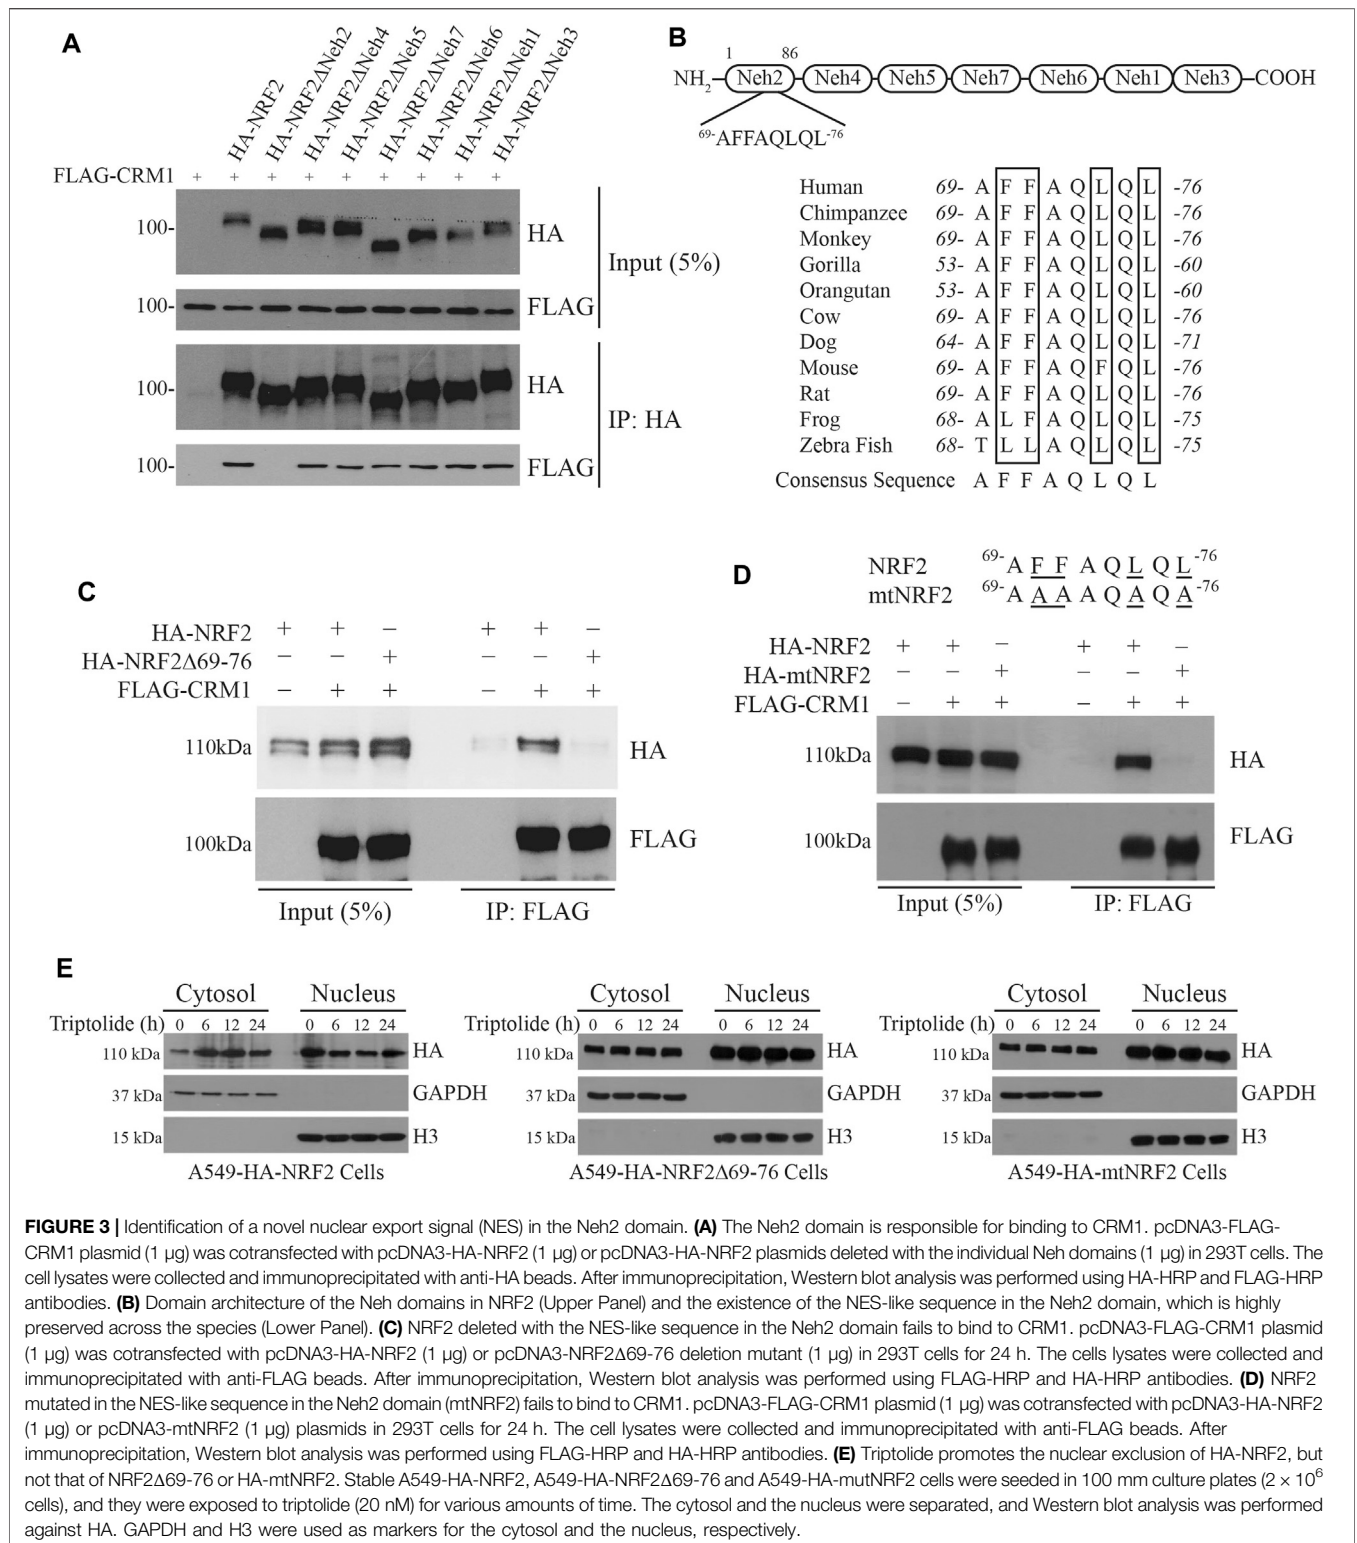 A
HA-NRF2
HA-NRF2ΔNeh2
HA-NRF2ΔNeh4
HA-NRF2ΔNeh5
HA-NRF2ΔNeh7
HA-NRF2ΔNeh6
HA-NRF2ΔNeh1
HA-NRF2ΔNeh3
FLAG-CRM1 + + + + + + + + +
100- HA
Input (5%)
100- FLAG
100- HA
IP: HA
100- FLAG
B
1 86
NH2 Neh2 Neh4 Neh5 Neh7 Neh6 Neh1 Neh3 -COOH
69-AFFAQLQL-76
Human 69- A F F A Q L Q L -76
Chimpanzee 69- A F F A Q L Q L -76
Monkey 69- A F F A Q L Q L -76
Gorilla 53- A F F A Q L Q L -60
Orangutan 53- A F F A Q L Q L -60
Cow 69- A F F A Q L Q L -76
Dog 64- A F F A Q L Q L -71
Mouse 69- A F F A Q F Q L -76
Rat 69- A F F A Q L Q L -76
Frog 68- A L F A Q L Q L -75
Zebra Fish 68- T L L A Q L Q L -75
Consensus Sequence A F F A Q L Q L
C
HA-NRF2 + + – + + –
HA-NRF2Δ69-76 – – + – – +
FLAG-CRM1 – + + – + +
110kDa HA
100kDa FLAG
Input (5%) IP: FLAG
D
NRF2 69-A F F A Q L Q L-76
mtNRF2 69-A A A A Q A Q A-76
HA-NRF2 + + – + + –
HA-mtNRF2 – – + – – +
FLAG-CRM1 – + + – + +
110kDa HA
100kDa FLAG
Input (5%) IP: FLAG
E
Cytosol Nucleus
Triptolide (h) 0 6 12 24 0 6 12 24
110 kDa HA
37 kDa GAPDH
15 kDa H3
A549-HA-NRF2 Cells
Cytosol Nucleus
Triptolide (h) 0 6 12 24 0 6 12 24
110 kDa HA
37 kDa GAPDH
15 kDa H3
A549-HA-NRF2Δ69-76 Cells
Cytosol Nucleus
Triptolide (h) 0 6 12 24 0 6 12 24
110 kDa HA
37 kDa GAPDH
15 kDa H3
A549-HA-mtNRF2 Cells
FIGURE 3 | Identification of a novel nuclear export signal (NES) in the Neh2 domain. (A) The Neh2 domain is responsible for binding to CRM1. pcDNA3-FLAG-
CRM1 plasmid (1 μg) was cotransfected with pcDNA3-HA-NRF2 (1 μg) or pcDNA3-HA-NRF2 plasmids deleted with the individual Neh domains (1 μg) in 293T cells. The
cell lysates were collected and immunoprecipitated with anti-HA beads. After immunoprecipitation, Western blot analysis was performed using HA-HRP and FLAG-HRP
antibodies. (B) Domain architecture of the Neh domains in NRF2 (Upper Panel) and the existence of the NES-like sequence in the Neh2 domain, which is highly
preserved across the species (Lower Panel). (C) NRF2 deleted with the NES-like sequence in the Neh2 domain fails to bind to CRM1. pcDNA3-FLAG-CRM1 plasmid
(1 μg) was cotransfected with pcDNA3-HA-NRF2 (1 μg) or pcDNA3-NRF2Δ69-76 deletion mutant (1 μg) in 293T cells for 24 h. The cells lysates were collected and
immunoprecipitated with anti-FLAG beads. After immunoprecipitation, Western blot analysis was performed using FLAG-HRP and HA-HRP antibodies. (D) NRF2
mutated in the NES-like sequence in the Neh2 domain (mtNRF2) fails to bind to CRM1. pcDNA3-FLAG-CRM1 plasmid (1 μg) was cotransfected with pcDNA3-HA-NRF2
(1 μg) or pcDNA3-mtNRF2 (1 μg) plasmids in 293T cells for 24 h. The cell lysates were collected and immunoprecipitated with anti-FLAG beads. After
immunoprecipitation, Western blot analysis was performed using FLAG-HRP and HA-HRP antibodies. (E) Triptolide promotes the nuclear exclusion of HA-NRF2, but
not that of NRF2Δ69-76 or HA-mtNRF2. Stable A549-HA-NRF2, A549-HA-NRF2Δ69-76 and A549-HA-mutNRF2 cells were seeded in 100 mm culture plates (2 × 10⁶
cells), and they were exposed to triptolide (20 nM) for various amounts of time. The cytosol and the nucleus were separated, and Western blot analysis was performed
against HA. GAPDH and H3 were used as markers for the cytosol and the nucleus, respectively.